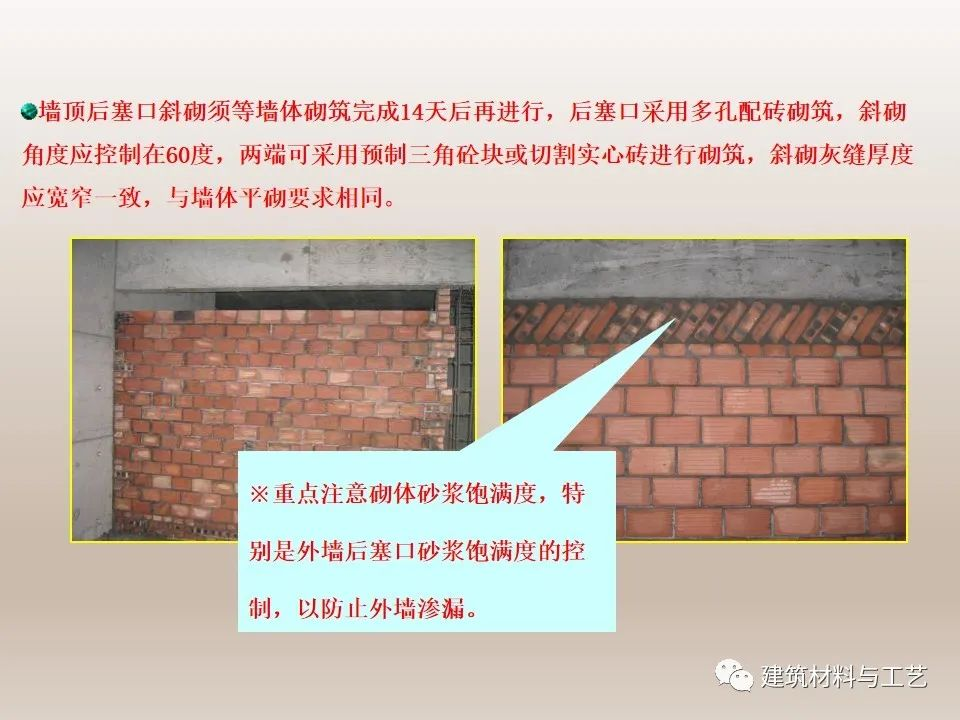 墙顶后塞口斜砌须等墙体砌筑完成14天后再进行，后塞口采用多孔配砖砌筑，斜砌
角度应控制在60度，两端可采用预制三角砼块或切割实心砖进行砌筑，斜砌灰缝厚度
应宽窄一致，与墙体平砌要求相同。
※重点注意砌体砂浆饱满度，特
别是外墙后塞口砂浆饱满度的控
制，以防止外墙渗漏。
建筑材料与工艺